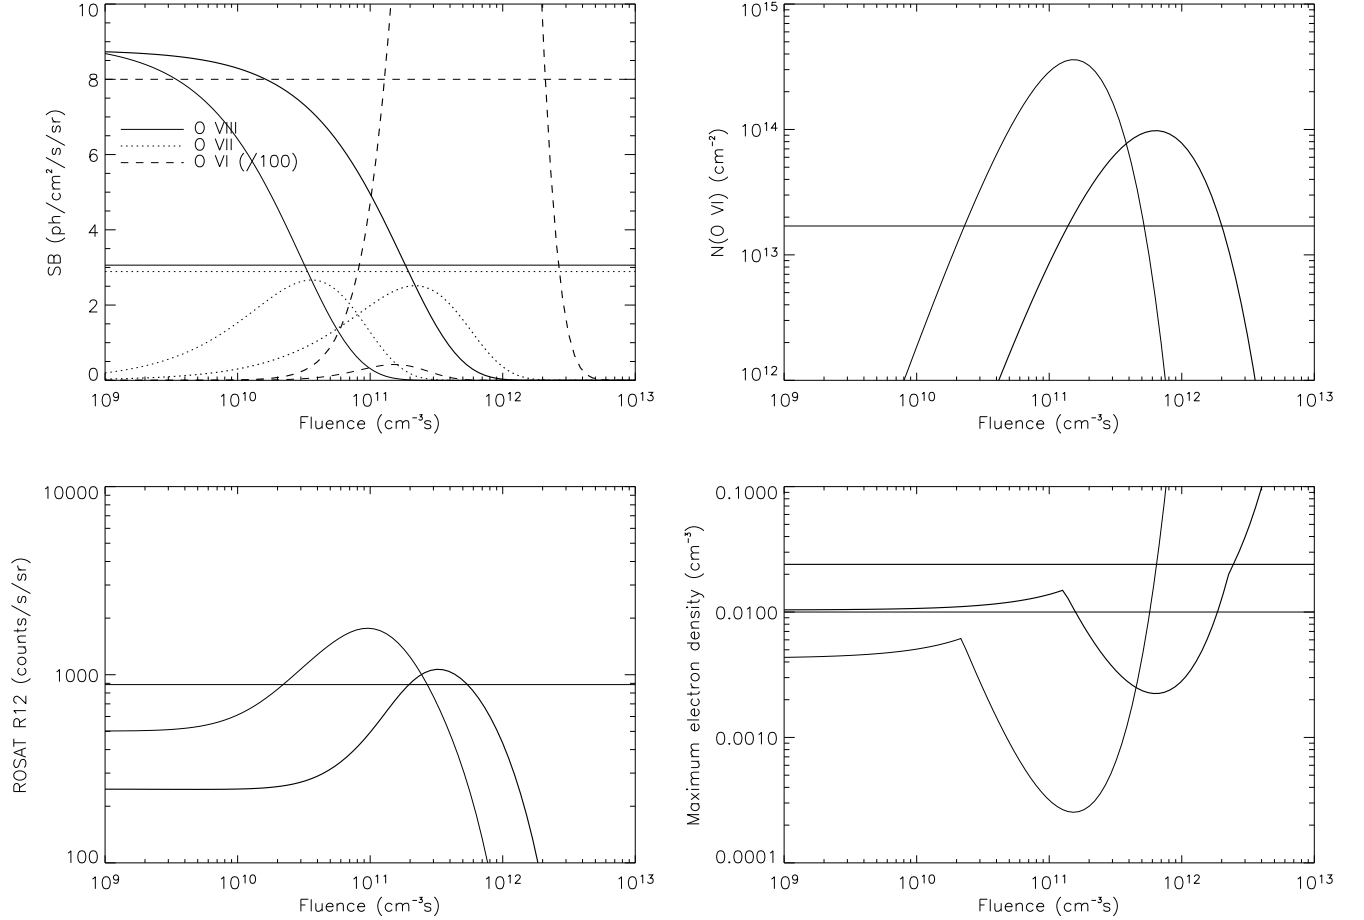 SB (ph/cm²/s/sr)
10
8
6
4
2
0
O VIII
O VII
O VI (/100)
10⁹ 10¹⁰ 10¹¹ 10¹² 10¹³
Fluence (cm⁻³s)
N(O VI) (cm⁻²)
10¹⁵
10¹⁴
10¹³
10¹²
10⁹ 10¹⁰ 10¹¹ 10¹² 10¹³
Fluence (cm⁻³s)
ROSAT R12 (counts/s/sr)
10000
1000
100
10⁹ 10¹⁰ 10¹¹ 10¹² 10¹³
Fluence (cm⁻³s)
Maximum electron density (cm⁻³)
0.1000
0.0100
0.0010
0.0001
10⁹ 10¹⁰ 10¹¹ 10¹² 10¹³
Fluence (cm⁻³s)